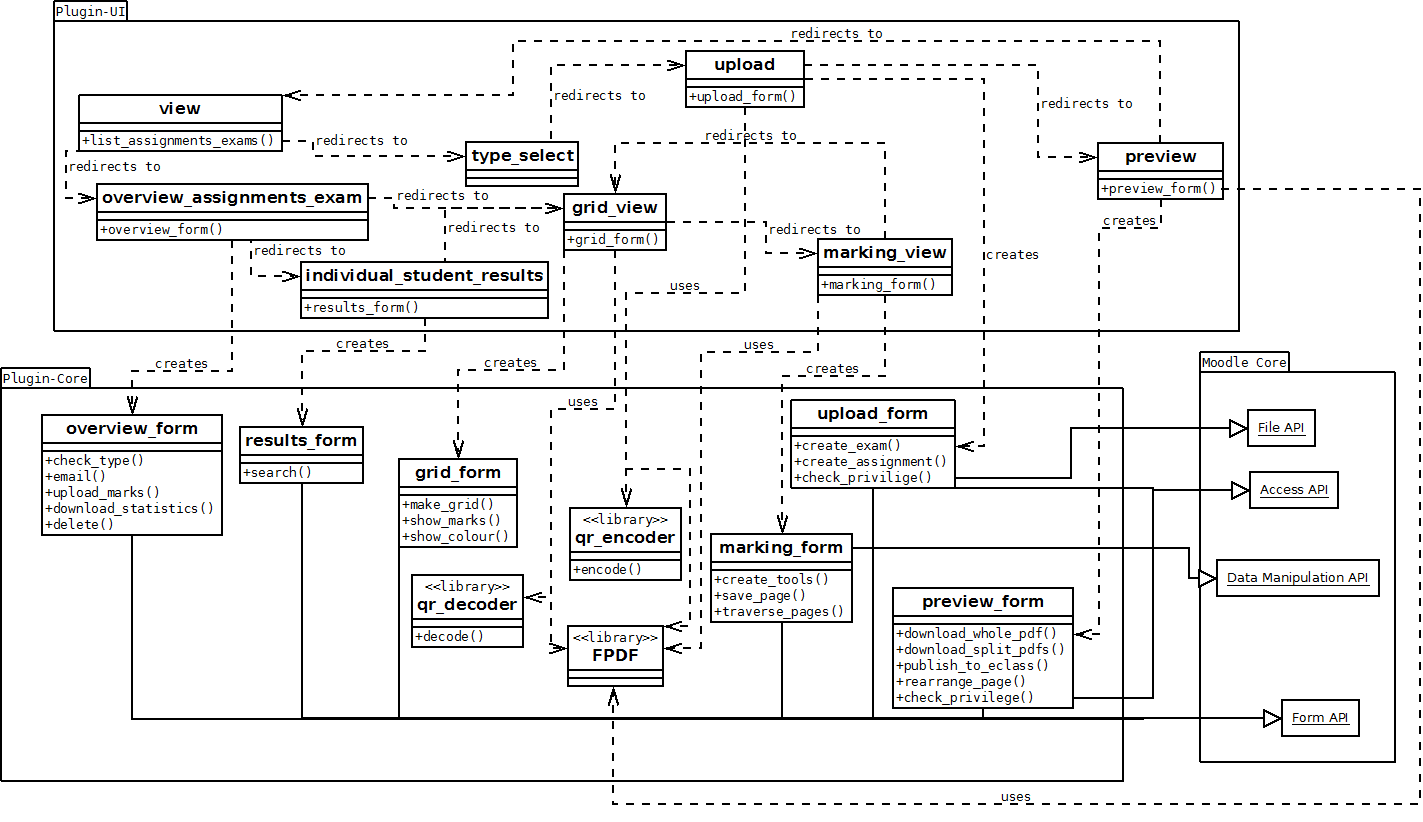 Plugin-UI
redirects to
upload
+upload_form()
redirects to
redirects to
view
+list_assignments_exams()
redirects to
redirects to
type_select
redirects to
preview
+preview_form()
redirects to
overview_assignments_exam
+overview_form()
redirects to
grid_view
+grid_form()
redirects to
redirects to
creates
redirects to
marking_view
+marking_form()
creates
individual_student_results
+results_form()
uses
creates
creates
creates
uses
creates
uses
Plugin-Core
Moodle Core
overview_form
+check_type()
+email()
+upload_marks()
+download_statistics()
+delete()
results_form
+search()
grid_form
+make_grid()
+show_marks()
+show_colour()
upload_form
+create_exam()
+create_assignment()
+check_privilige()
File API
Access API
<<library>>
qr_encoder
+encode()
marking_form
+create_tools()
+save_page()
+traverse_pages()
Data Manipulation API
<<library>>
qr_decoder
+decode()
<<library>>
FPDF
preview_form
+download_whole_pdf()
+download_split_pdfs()
+publish_to_eclass()
+rearrange_page()
+check_privilege()
Form API
uses